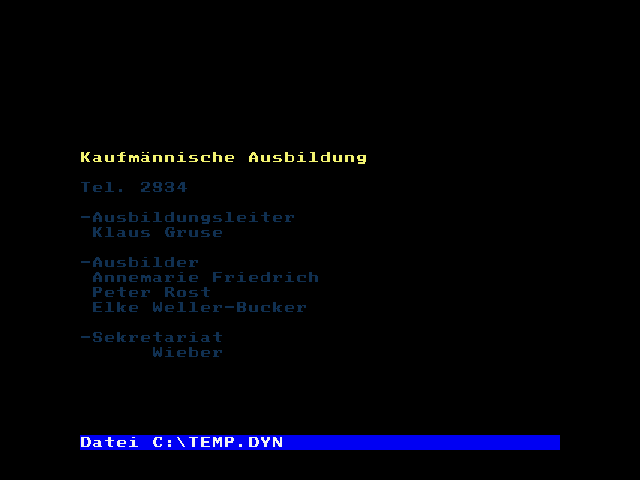 Kaufmännische Ausbildung
Tel. 2934
-Ausbildungsleiter
Klaus Gruse
-Ausbilder
Annemarie Friedrich
Peter Rost
Elke Weller-Bucker
-Sekretariat
Wieber
Datei C:\TEMP.DYN